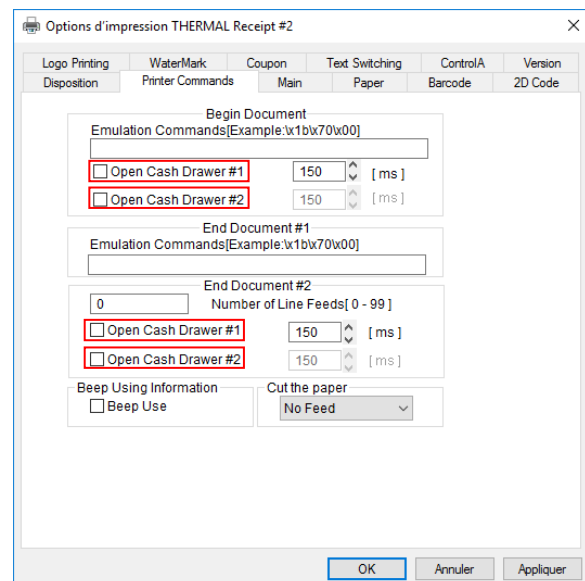 Options d'impression THERMAL Receipt #2
Logo Printing WaterMark Coupon Text Switching ControlA Version
Disposition Printer Commands Main Paper Barcode 2D Code
Begin Document
Emulation Commands[Example:\x1b\x70\x00]
Open Cash Drawer #1 150 [ ms ]
Open Cash Drawer #2 150 [ ms ]
End Document #1
Emulation Commands[Example:\x1b\x70\x00]
End Document #2
0 Number of Line Feeds[ 0 - 99 ]
Open Cash Drawer #1 150 [ ms ]
Open Cash Drawer #2 150 [ ms ]
Beep Using Information Cut the paper
Beep Use No Feed
OK Annuler Appliquer